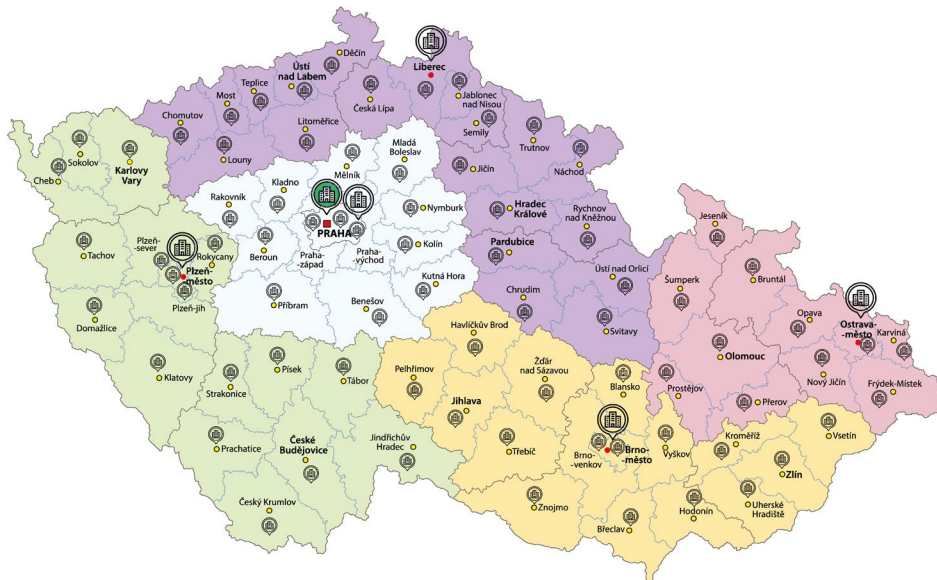 Děčín
Ústí
nad Labem
Liberec
Teplice
Most
Česká Lípa
Jablonec
nad Nisou
Chomutov
Litoměřice
Semily
Trutnov
Louny
Mladá
Boleslav
Sokolov
Karlovy
Vary
Cheb
Mělník
Jičín
Náchod
Kladno
Rakovník
Nymburk
Hradec
Králové
Rychnov
nad Kněžnou
Jeseník
PRAHA
Plzeň-
-sever
Rokycany
Beroun
Praha-
-západ
Praha-
-východ
Kolín
Pardubice
Tachov
Plzeň-
-město
Kutná Hora
Ústí nad Orlicí
Šumperk
Bruntál
Plzeň-jih
Příbram
Benešov
Chrudim
Opava
Ostrava-
-město
Karviná
Domažlice
Havlíčkův Brod
Svitavy
Olomouc
Klatovy
Písek
Tábor
Pelhřimov
Žďár
nad Sázavou
Blansko
Prostějov
Nový Jičín
Frýdek-Místek
Strakonice
Jihlava
Přerov
Prachatice
České
Budějovice
Jindřichův
Hradec
Třebíč
Brno-
-venkov
Brno-
-město
Vyškov
Kroměříž
Vsetín
Zlín
Český Krumlov
Znojmo
Břeclav
Hodonín
Uherské
Hradiště